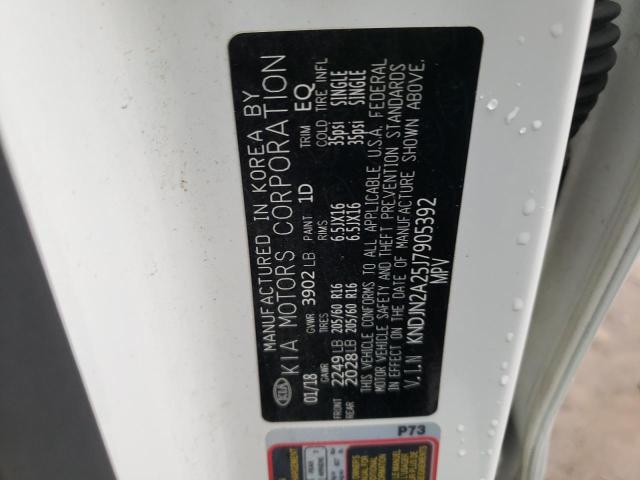 KIA
MANUFACTURED IN KOREA BY
KIA MOTORS CORPORATION
01/18 GVWR 3902 LB PAINT 1D TRIM EQ
GAWR RIMS COLD TIRE INFL
FRONT 2249 LB 205/60 R16 6.5JX16 35psi SINGLE
REAR 2028 LB 205/60 R16 6.5JX16 35psi SINGLE
THIS VEHICLE CONFORMS TO ALL APPLICABLE U.S.A. FEDERAL
MOTOR VEHICLE SAFETY AND THEFT PREVENTION STANDARDS
IN EFFECT ON THE DATE OF MANUFACTURE SHOWN ABOVE.
V.I.N KNDJN2A25J7905392
MPV
P73